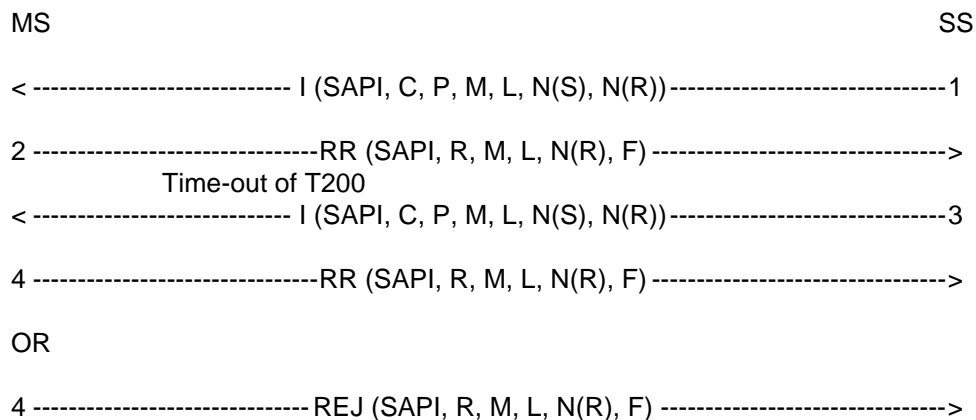 MS SS
< ----------------------------- I (SAPI, C, P, M, L, N(S), N(R))-------------------------------1
2 --------------------------------RR (SAPI, R, M, L, N(R), F) --------------------------------->
Time-out of T200
< ----------------------------- I (SAPI, C, P, M, L, N(S), N(R))-------------------------------3
4 --------------------------------RR (SAPI, R, M, L, N(R), F) --------------------------------->
OR
4 -------------------------------REJ (SAPI, R, M, L, N(R), F) ---------------------------------->